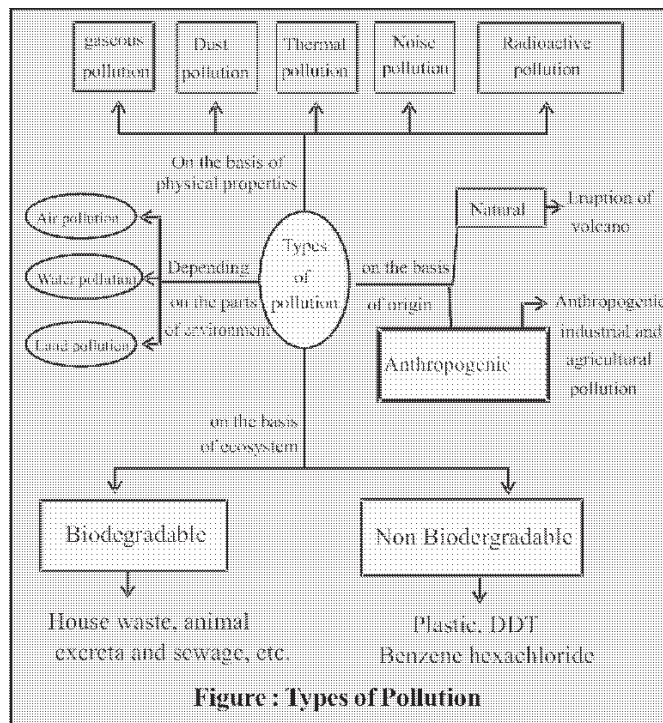 gaseous
pollution
Dust
pollution
Thermal
pollution
Noise
pollution
Radioactive
pollution
On the basis of
physical properties
Air pollution
Water pollution
Land pollution
Depending
on the parts
of environment
Types
of
pollution
on the basis
of origin
Natural
Eruption of
volcano
Anthropogenic
Anthropogenic
industrial and
agricultural
pollution
on the basis
of ecosystem
Biodegradable
Non Biodergradable
House waste, animal
excreta and sewage, etc.
Plastic, DDT
Benzene hexachloride
Figure : Types of Pollution